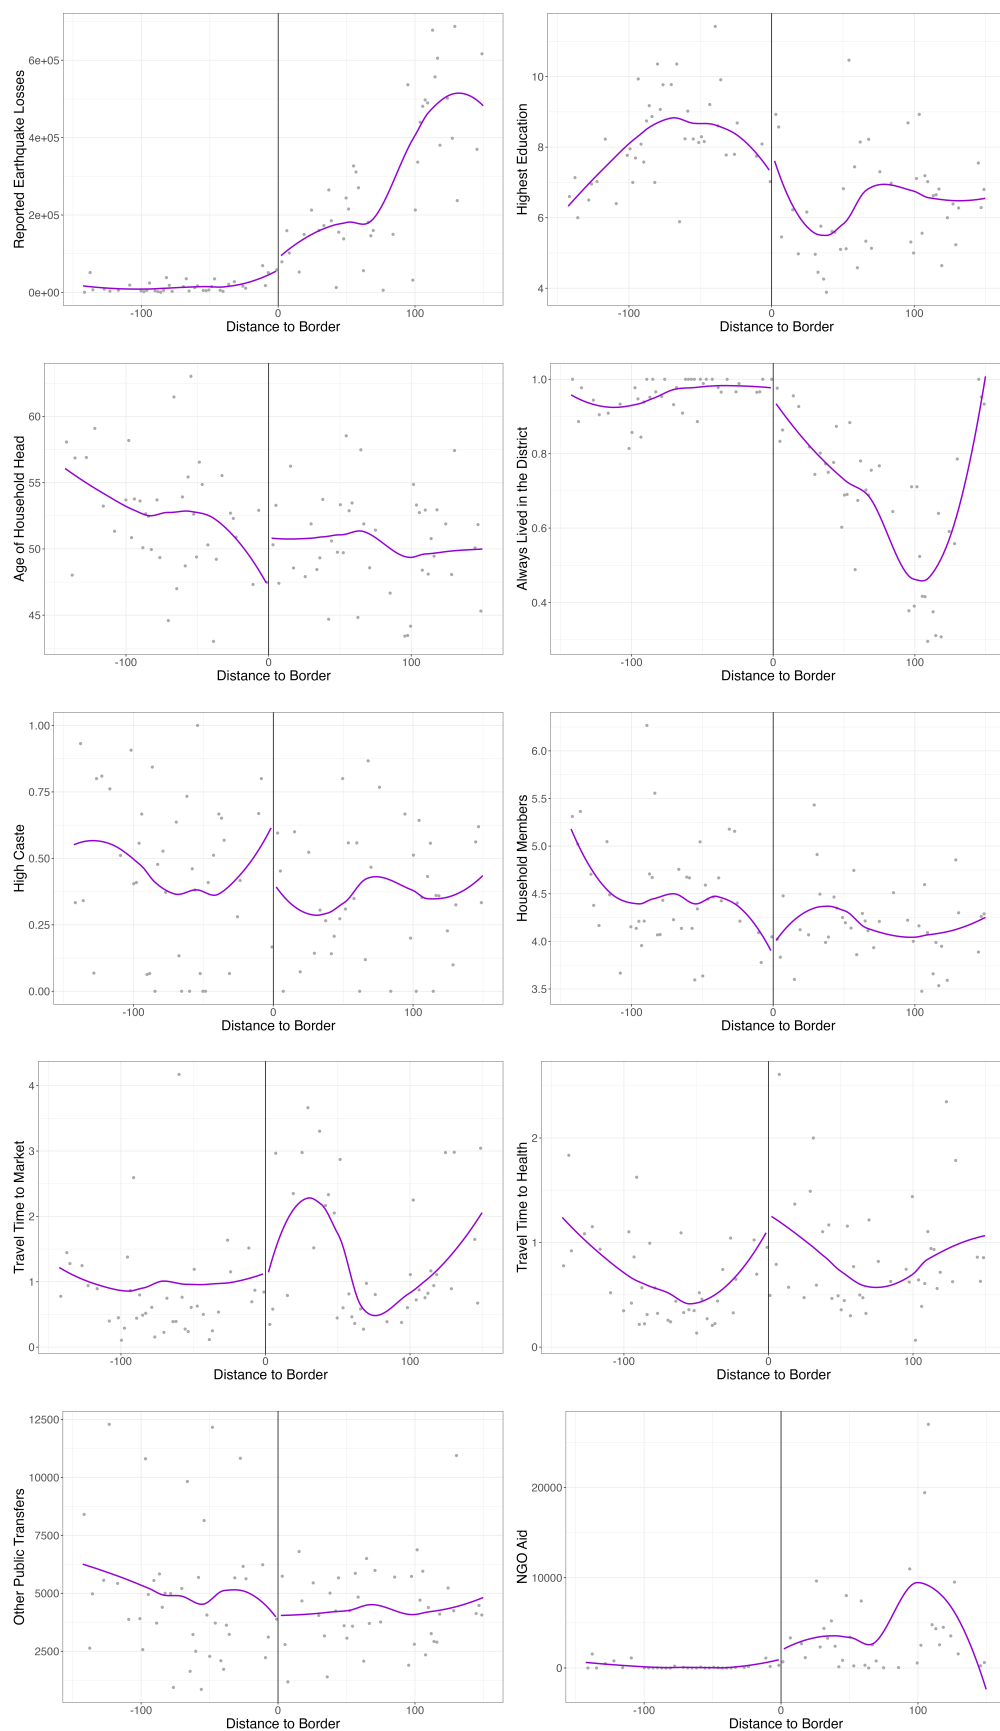 Reported Earthquake Losses
6e+05
4e+05
2e+05
0e+00
-100
0
100
Distance to Border
Highest Education
10
8
6
4
-100
0
100
Distance to Border
Age of Household Head
60
55
50
45
-100
0
100
Distance to Border
Always Lived in the District
1.0
0.8
0.6
0.4
-100
0
100
Distance to Border
High Caste
1.00
0.75
0.50
0.25
0.00
-100
0
100
Distance to Border
Household Members
6.0
5.5
5.0
4.5
4.0
3.5
-100
0
100
Distance to Border
Travel Time to Market
4
3
2
1
0
-100
0
100
Distance to Border
Travel Time to Health
2
1
0
-100
0
100
Distance to Border
Other Public Transfers
12500
10000
7500
5000
2500
-100
0
100
Distance to Border
NGO Aid
20000
10000
0
-100
0
100
Distance to Border